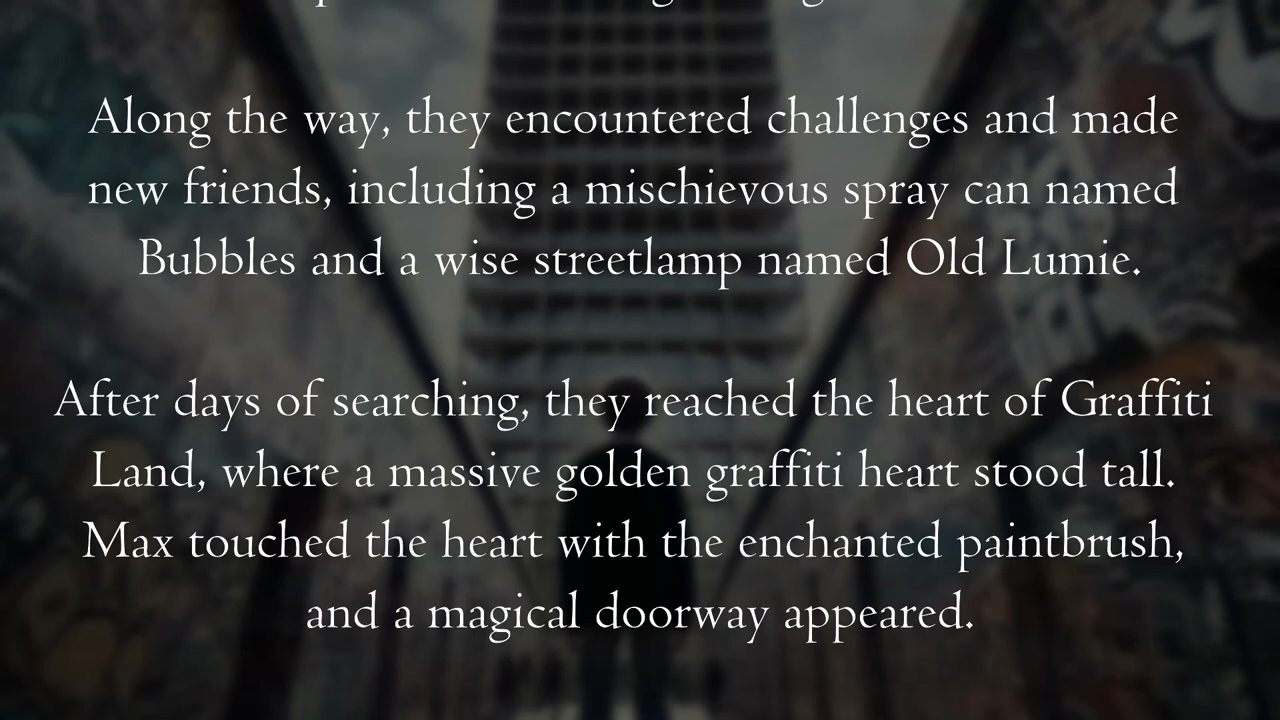 Along the way, they encountered challenges and made
new friends, including a mischievous spray can named
Bubbles and a wise streetlamp named Old Lumie.
After days of searching, they reached the heart of Graffiti
Land, where a massive golden graffiti heart stood tall.
Max touched the heart with the enchanted paintbrush,
and a magical doorway appeared.